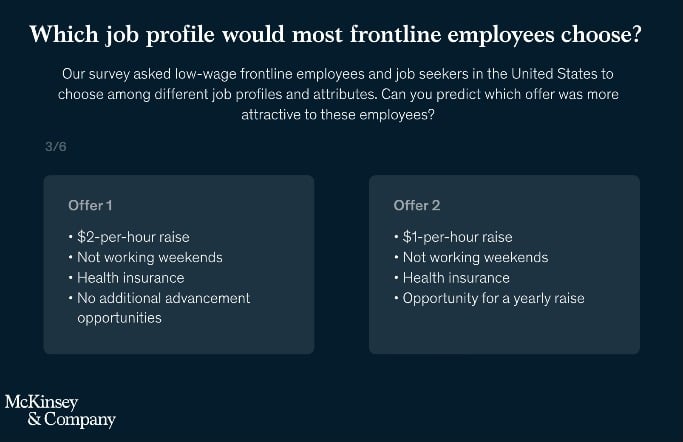 Which job profile would most frontline employees choose?
Our survey asked low-wage frontline employees and job seekers in the United States to
choose among different job profiles and attributes. Can you predict which offer was more
attractive to these employees?
3/6
Offer 1
• $2-per-hour raise
• Not working weekends
• Health insurance
• No additional advancement
opportunities
Offer 2
• $1-per-hour raise
• Not working weekends
• Health insurance
• Opportunity for a yearly raise
McKinsey
& Company